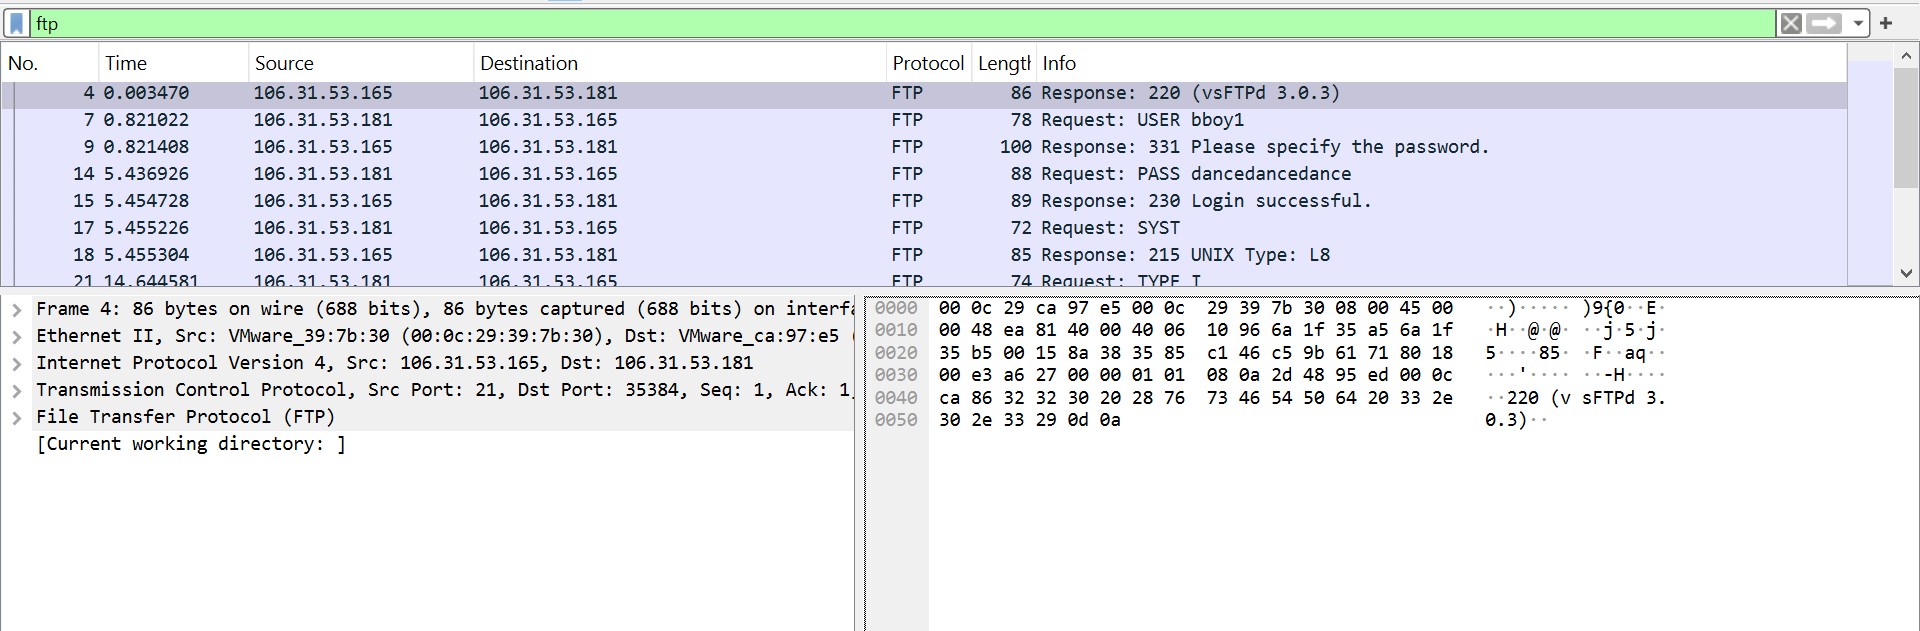 ftp
No. Time Source Destination Protocol Length Info
4 0.003470 106.31.53.165 106.31.53.181 FTP 86 Response: 220 (vsFTPd 3.0.3)
7 0.821022 106.31.53.181 106.31.53.165 FTP 78 Request: USER bboy1
9 0.821408 106.31.53.165 106.31.53.181 FTP 100 Response: 331 Please specify the password.
14 5.436926 106.31.53.181 106.31.53.165 FTP 88 Request: PASS dancedancedance
15 5.454728 106.31.53.165 106.31.53.181 FTP 89 Response: 230 Login successful.
17 5.455226 106.31.53.181 106.31.53.165 FTP 72 Request: SYST
18 5.455304 106.31.53.165 106.31.53.181 FTP 85 Response: 215 UNIX Type: L8
21 14.644581 106.31.53.181 106.31.53.165 FTP 74 Request: TYPE I
Frame 4: 86 bytes on wire (688 bits), 86 bytes captured (688 bits) on interfa
Ethernet II, Src: VMware_39:7b:30 (00:0c:29:39:7b:30), Dst: VMware_ca:97:e5 (
Internet Protocol Version 4, Src: 106.31.53.165, Dst: 106.31.53.181
Transmission Control Protocol, Src Port: 21, Dst Port: 35384, Seq: 1, Ack: 1,
File Transfer Protocol (FTP)
[Current working directory: ]
0000 00 0c 29 ca 97 e5 00 0c 29 39 7b 30 08 00 45 00 ··)····· )9{0··E·
0010 00 48 ea 81 40 00 40 06 10 96 6a 1f 35 a5 6a 1f ·H··@·@· ··j·5·j·
0020 35 b5 00 15 8a 38 35 85 c1 46 c5 9b 61 71 80 18 5····85· ·F··aq··
0030 00 e3 a6 27 00 00 01 01 08 0a 2d 48 95 ed 00 0c ···'···· ··-H····
0040 ca 86 32 32 30 20 28 76 73 46 54 50 64 20 33 2e ··220 (v sFTPd 3.
0050 30 2e 33 29 0d 0a 0.3)··